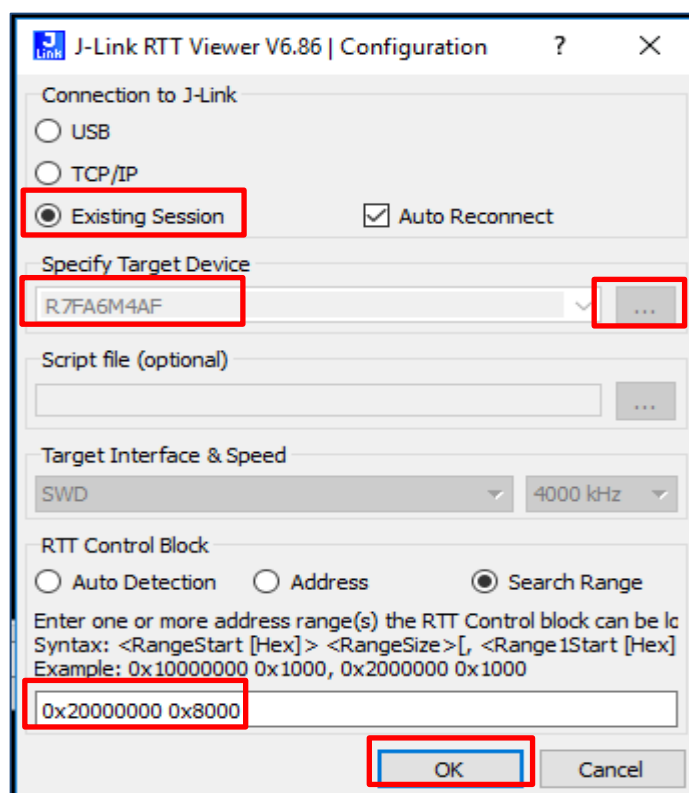 J-Link RTT Viewer V6.86 | Configuration ?
Connection to J-Link
USB
TCP/IP
Existing Session Auto Reconnect
Specify Target Device
R7FA6M4AF ...
Script file (optional)
...
Target Interface & Speed
SWD 4000 kHz
RTT Control Block
Auto Detection Address Search Range
Enter one or more address range(s) the RTT Control block can be lo
Syntax: <RangeStart [Hex]> <RangeSize>[, <Range1Start [Hex]
Example: 0x10000000 0x1000, 0x2000000 0x1000
0x20000000 0x8000
OK Cancel